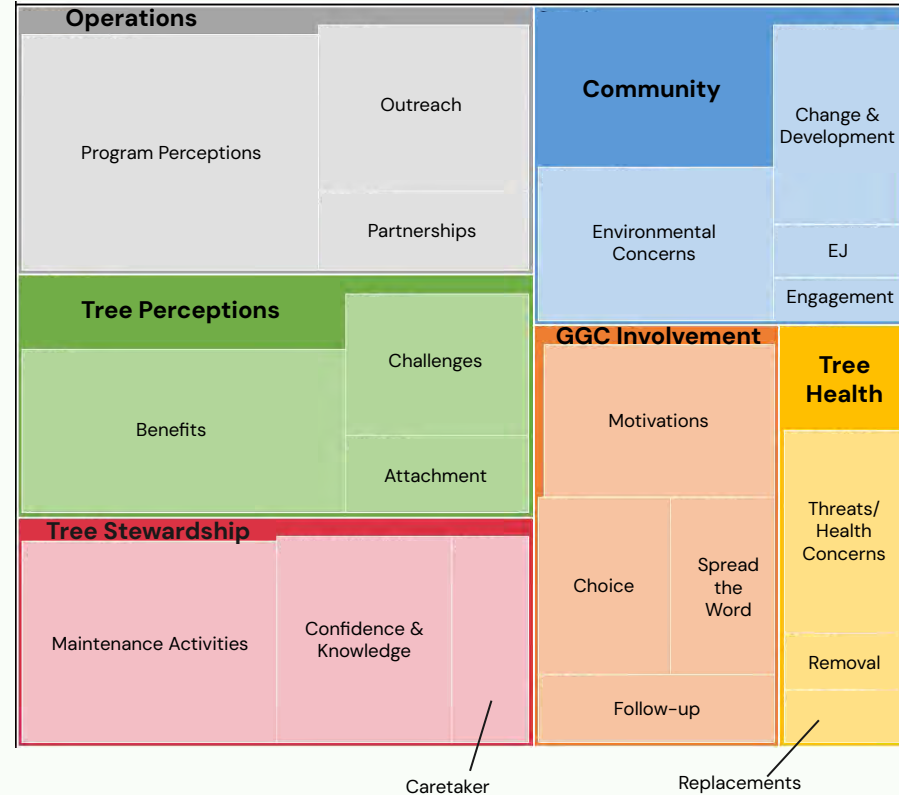 Operations
Program Perceptions
Outreach
Partnerships
Community
Change &
Development
Environmental
Concerns
EJ
Engagement
Tree Perceptions
Benefits
Challenges
Attachment
GGC Involvement
Motivations
Choice
Spread
the
Word
Follow-up
Tree
Health
Threats/
Health
Concerns
Removal
Tree Stewardship
Maintenance Activities
Confidence &
Knowledge
Caretaker
Replacements